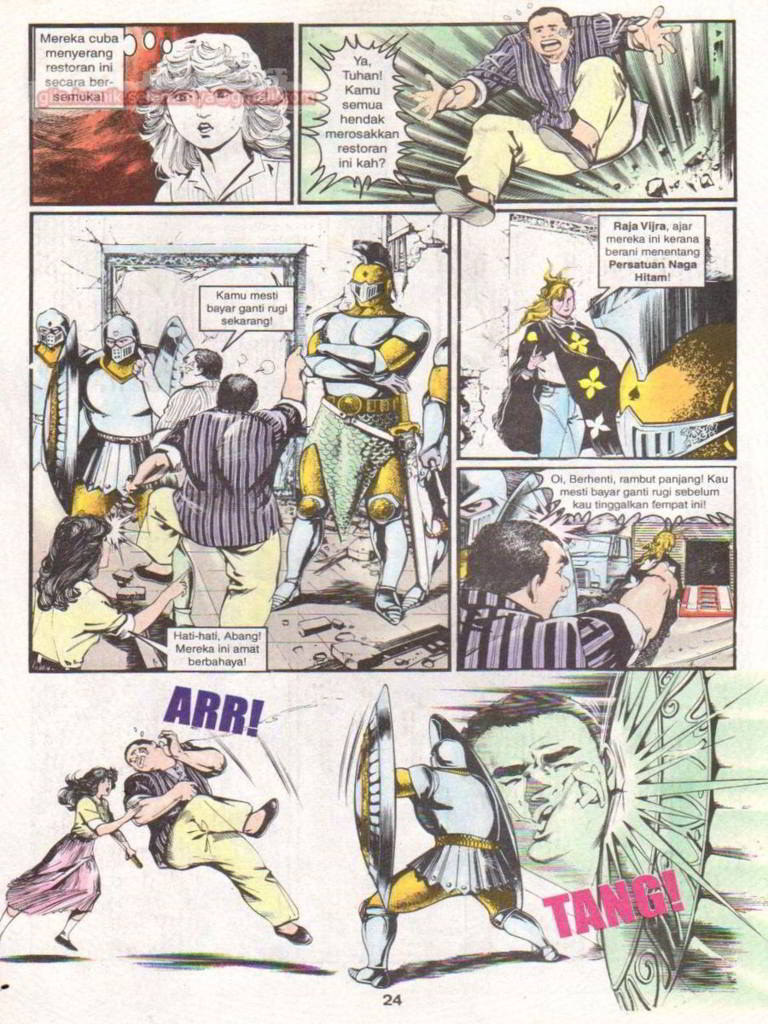 Mereka cuba
menyerang
restoran ini
secara ber-
semuka!
Ya,
Tuhan!
Kamu
semua
hendak
merosakkan
restoran
ini kah?
Kamu mesti
bayar ganti rugi
sekarang!
Hati-hati, Abang!
Mereka ini amat
berbahaya!
Raja Vijra, ajar
mereka ini kerana
berani menentang
Persatuan Naga
Hitam!
Oi, Berhenti, rambut panjang! Kau
mesti bayar ganti rugi sebelum
kau tinggalkan fempat ini!
ARR!
TANG!
24